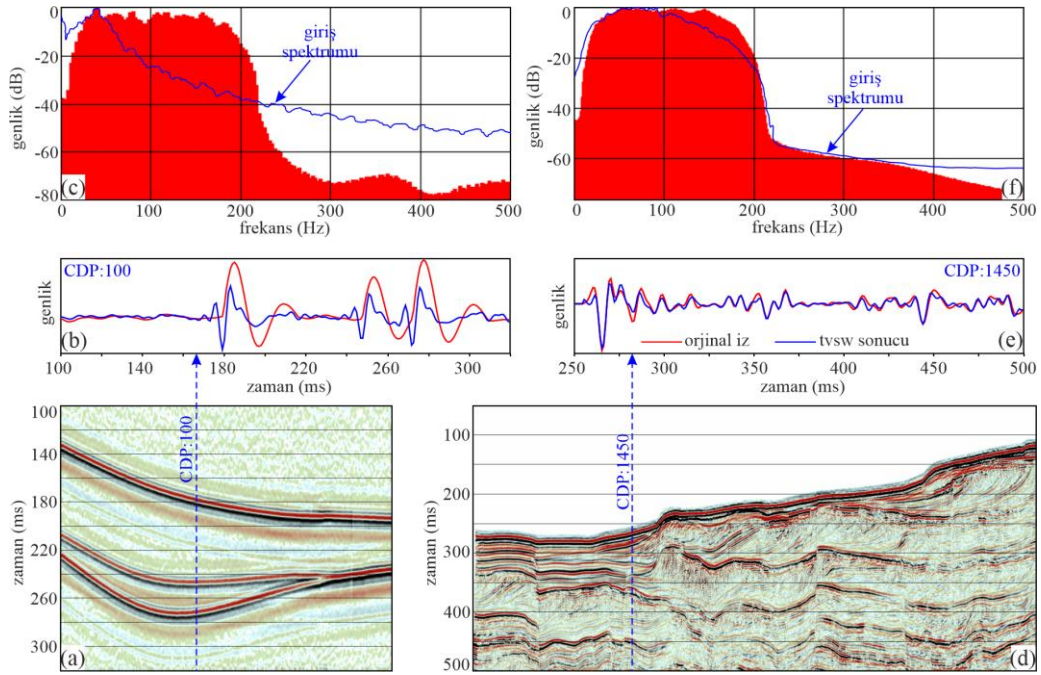 0
-20
-40
-60
-80
genlik (dB)
giriş
spektrumu
(c)
0 100 200 300 400 500
frekans (Hz)
0
-20
-40
-60
genlik (dB)
giriş
spektrumu
(f)
0 100 200 300 400 500
frekans (Hz)
CDP:100
genlik
(b)
100 140 180 220 260 300
zaman (ms)
CDP:1450
genlik
orjinal iz
tvsw sonucu
(e)
250 300 350 400 450 500
zaman (ms)
100
140
180
220
260
300
zaman (ms)
CDP:100
(a)
100
200
300
400
500
zaman (ms)
CDP:1450
(d)